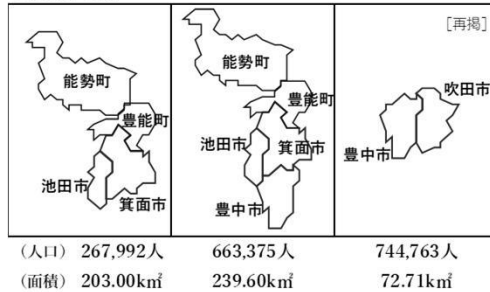 能勢町
豊能町
池田市
箕面市
能勢町
豊能町
池田市
箕面市
豊中市
[再掲]
吹田市
豊中市
(人口) 267,992人 663,375人 744,763人
(面積) 203.00k㎡ 239.60k㎡ 72.71k㎡